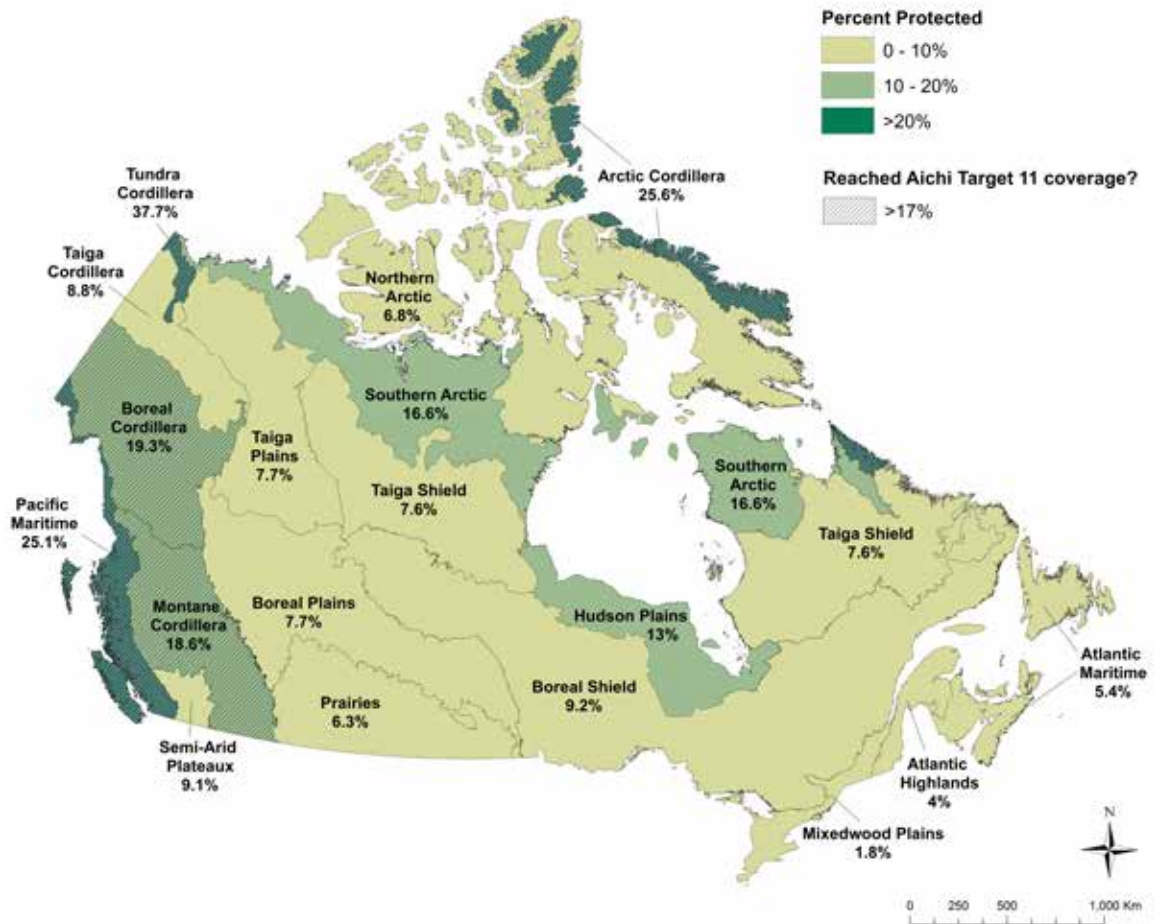 Percent Protected
0 - 10%
10 - 20%
>20%
Reached Aichi Target 11 coverage?
>17%
Arctic Cordillera
25.6%
Tundra
Cordillera
37.7%
Taiga
Cordillera
8.8%
Northern
Arctic
6.8%
Southern Arctic
16.6%
Boreal
Cordillera
19.3%
Taiga
Plains
7.7%
Taiga Shield
7.6%
Southern
Arctic
16.6%
Taiga Shield
7.6%
Pacific
Maritime
25.1%
Montane
Cordillera
18.6%
Boreal Plains
7.7%
Hudson Plains
13%
Prairies
6.3%
Boreal Shield
9.2%
Atlantic
Maritime
5.4%
Semi-Arid
Plateaux
9.1%
Atlantic
Highlands
4%
Mixedwood Plains
1.8%
N
0 250 500 1,000 Km